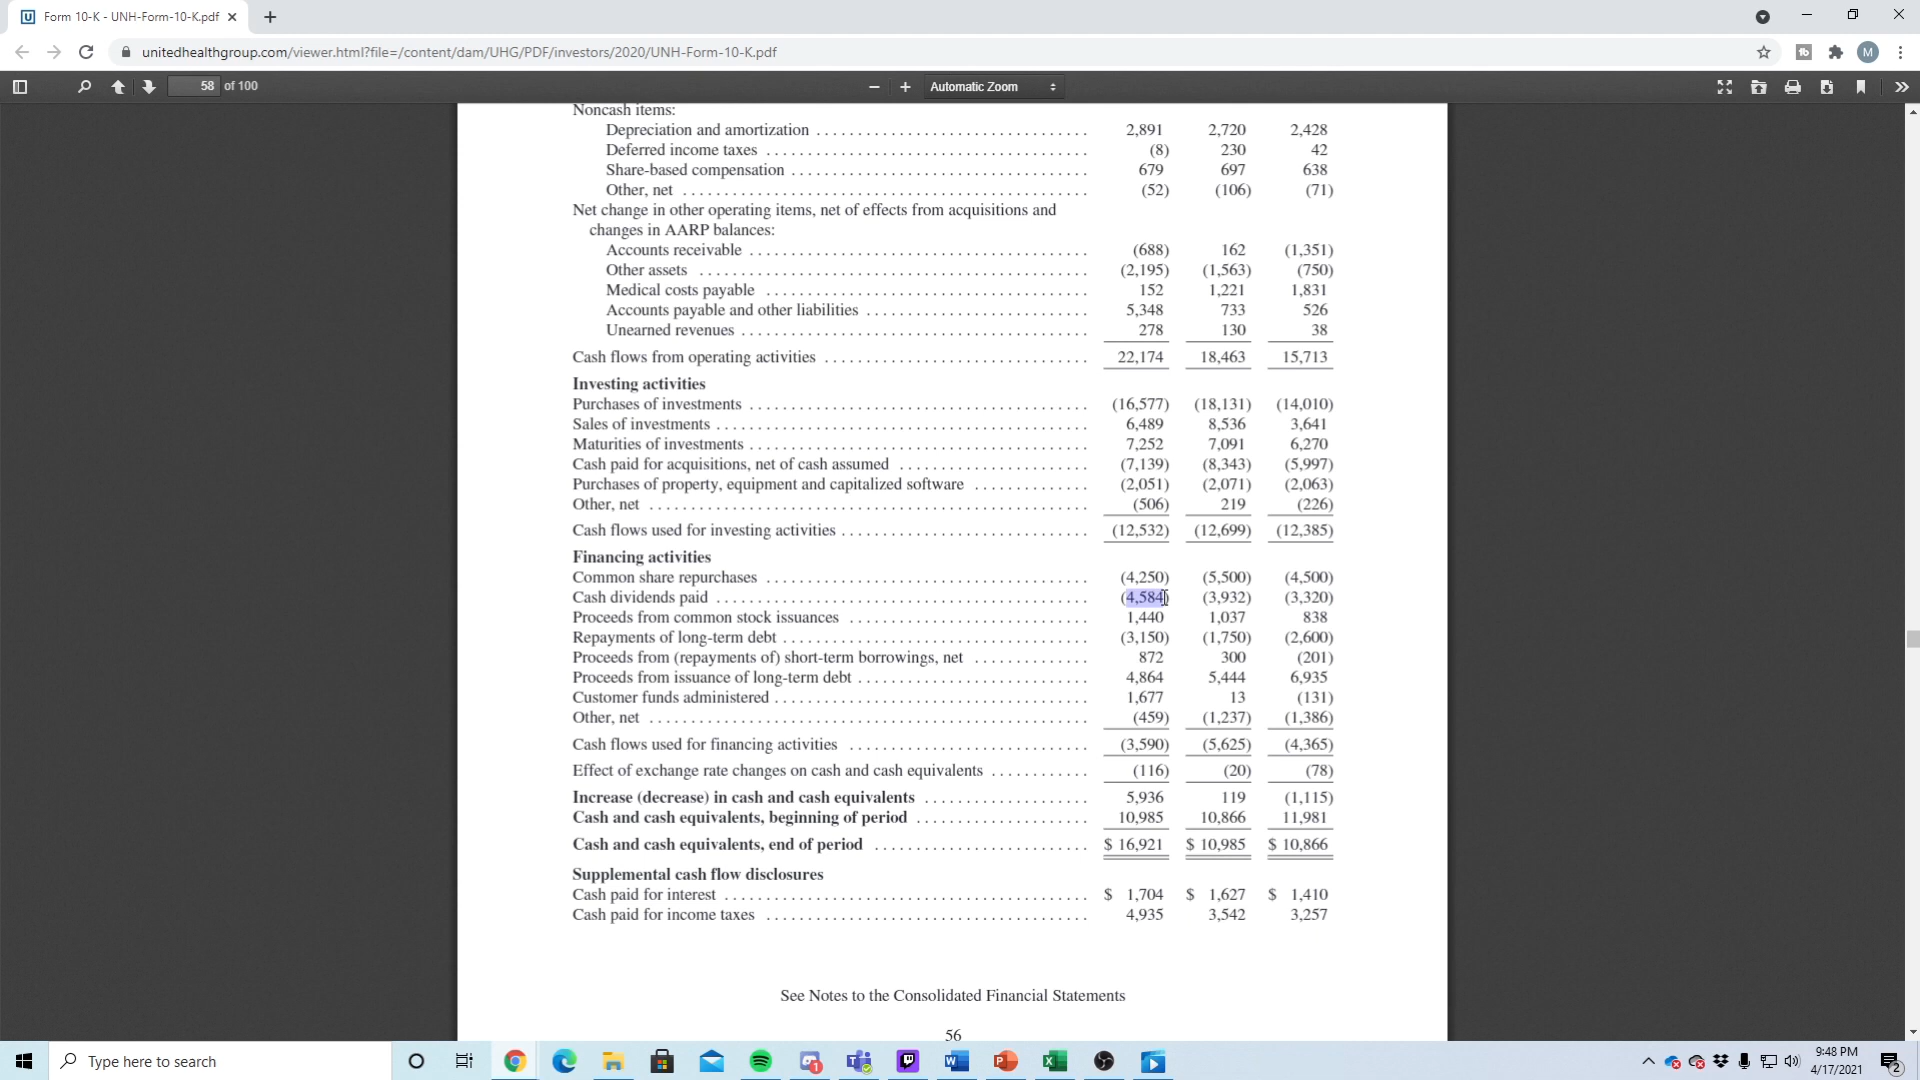 Form 10-K - UNH-Form-10-K.pdf
unitedhealthgroup.com/viewer.html?file=/content/dam/UHG/PDF/investors/2020/UNH-Form-10-K.pdf
M
58 of 100
Automatic Zoom
Noncash items:
Depreciation and amortization 2,891 2,720 2,428
Deferred income taxes (8) 230 42
Share-based compensation 679 697 638
Other, net (52) (106) (71)
Net change in other operating items, net of effects from acquisitions and
changes in AARP balances:
Accounts receivable (688) 162 (1,351)
Other assets (2,195) (1,563) (750)
Medical costs payable 152 1,221 1,831
Accounts payable and other liabilities 5,348 733 526
Unearned revenues 278 130 38
Cash flows from operating activities 22,174 18,463 15,713
Investing activities
Purchases of investments (16,577) (18,131) (14,010)
Sales of investments 6,489 8,536 3,641
Maturities of investments 7,252 7,091 6,270
Cash paid for acquisitions, net of cash assumed (7,139) (8,343) (5,997)
Purchases of property, equipment and capitalized software (2,051) (2,071) (2,063)
Other, net (506) 219 (226)
Cash flows used for investing activities (12,532) (12,699) (12,385)
Financing activities
Common share repurchases (4,250) (5,500) (4,500)
Cash dividends paid (4,584) (3,932) (3,320)
Proceeds from common stock issuances 1,440 1,037 838
Repayments of long-term debt (3,150) (1,750) (2,600)
Proceeds from (repayments of) short-term borrowings, net 872 300 (201)
Proceeds from issuance of long-term debt 4,864 5,444 6,935
Customer funds administered 1,677 13 (131)
Other, net (459) (1,237) (1,386)
Cash flows used for financing activities (3,590) (5,625) (4,365)
Effect of exchange rate changes on cash and cash equivalents (116) (20) (78)
Increase (decrease) in cash and cash equivalents 5,936 119 (1,115)
Cash and cash equivalents, beginning of period 10,985 10,866 11,981
Cash and cash equivalents, end of period $ 16,921 $ 10,985 $ 10,866
Supplemental cash flow disclosures
Cash paid for interest $ 1,704 $ 1,627 $ 1,410
Cash paid for income taxes 4,935 3,542 3,257
See Notes to the Consolidated Financial Statements
56
Type here to search
9:48 PM
4/17/2021